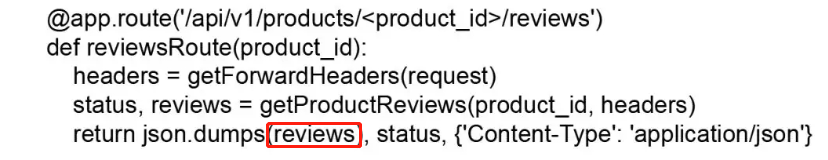 @app.route('/api/v1/products/<product_id>/reviews')
def reviewsRoute(product_id):
headers = getForwardHeaders(request)
status, reviews = getProductReviews(product_id, headers)
return json.dumps(reviews), status, {'Content-Type': 'application/json'}